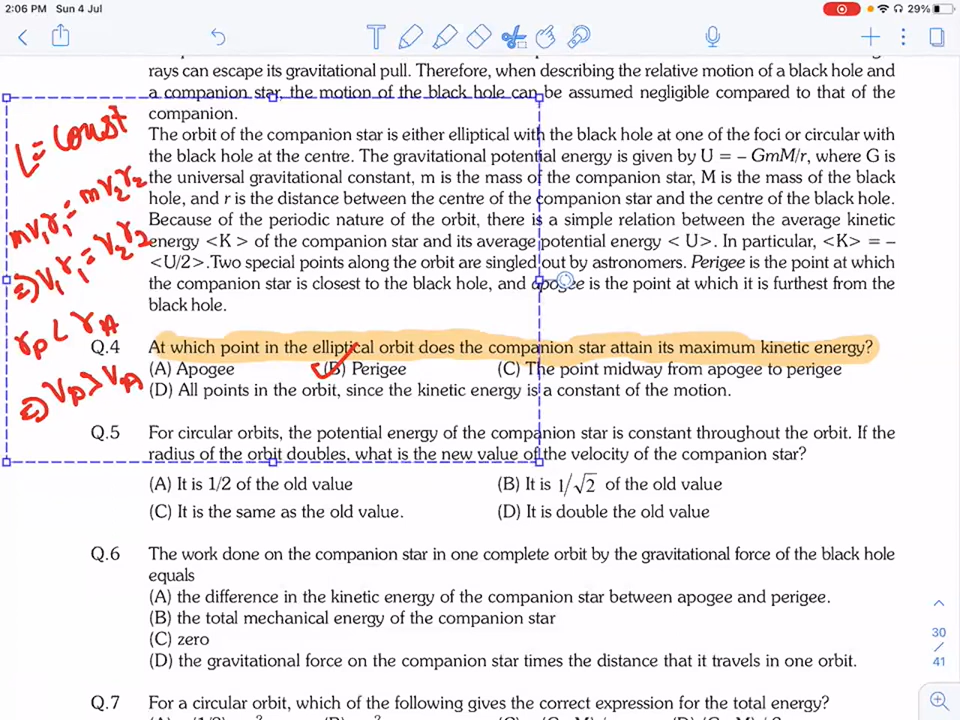 2:06 PM Sun 4 Jul
29%
rays can escape its gravitational pull. Therefore, when describing the relative motion of a black hole and
a companion star, the motion of the black hole can be assumed negligible compared to that of the
companion.
The orbit of the companion star is either elliptical with the black hole at one of the foci or circular with
the black hole at the centre. The gravitational potential energy is given by U = – GmM/r, where G is
the universal gravitational constant, m is the mass of the companion star, M is the mass of the black
hole, and r is the distance between the centre of the companion star and the centre of the black hole.
Because of the periodic nature of the orbit, there is a simple relation between the average kinetic
energy <K > of the companion star and its average potential energy < U>. In particular, <K> = –
<U/2>.Two special points along the orbit are singled out by astronomers. Perigee is the point at which
the companion star is closest to the black hole, and apogee is the point at which it is furthest from the
black hole.
L = const
mv₁r₁ = mv₂r₂
⇒ v₁r₁ = v₂r₂
rₚ < r_A
⇒ Vₚ > V_A
Q.4 At which point in the elliptical orbit does the companion star attain its maximum kinetic energy?
(A) Apogee (B) Perigee (C) The point midway from apogee to perigee
(D) All points in the orbit, since the kinetic energy is a constant of the motion.
Q.5 For circular orbits, the potential energy of the companion star is constant throughout the orbit. If the
radius of the orbit doubles, what is the new value of the velocity of the companion star?
(A) It is 1/2 of the old value (B) It is 1/√2 of the old value
(C) It is the same as the old value. (D) It is double the old value
Q.6 The work done on the companion star in one complete orbit by the gravitational force of the black hole
equals
(A) the difference in the kinetic energy of the companion star between apogee and perigee.
(B) the total mechanical energy of the companion star
(C) zero
(D) the gravitational force on the companion star times the distance that it travels in one orbit.
30
/
41
Q.7 For a circular orbit, which of the following gives the correct expression for the total energy?